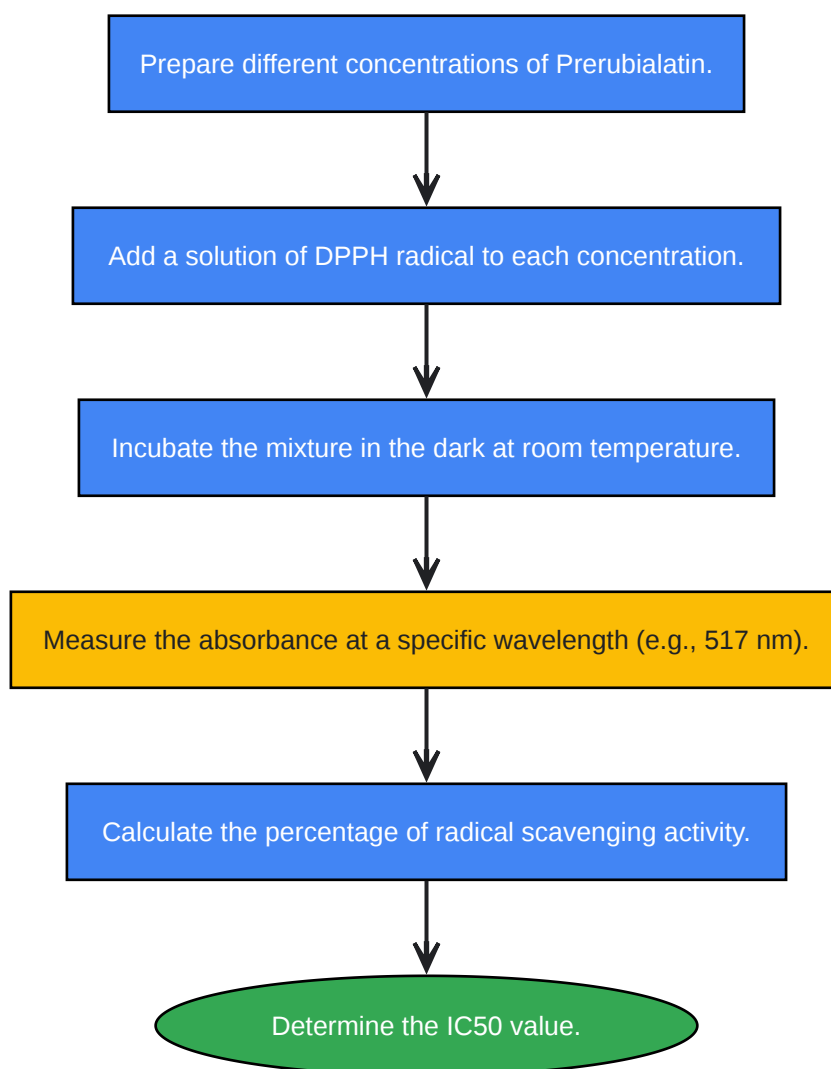 Prepare different concentrations of Prerubialatin.
Add a solution of DPPH radical to each concentration.
Incubate the mixture in the dark at room temperature.
Measure the absorbance at a specific wavelength (e.g., 517 nm).
Calculate the percentage of radical scavenging activity.
Determine the IC50 value.